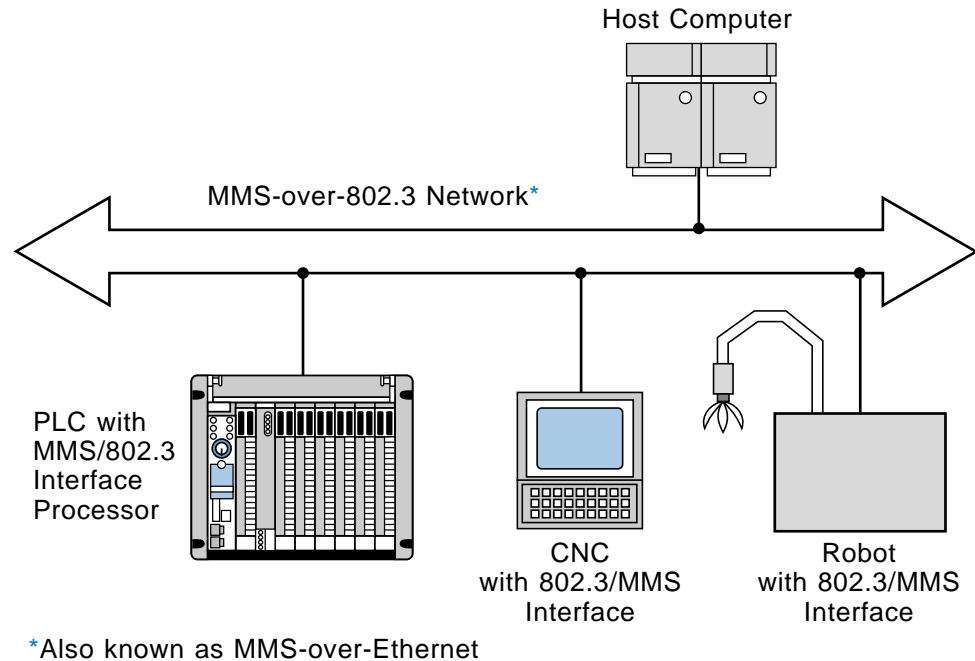 Host Computer
MMS-over-802.3 Network*
PLC with
MMS/802.3
Interface
Processor
CNC
with 802.3/MMS
Interface
Robot
with 802.3/MMS
Interface
*Also known as MMS-over-Ethernet